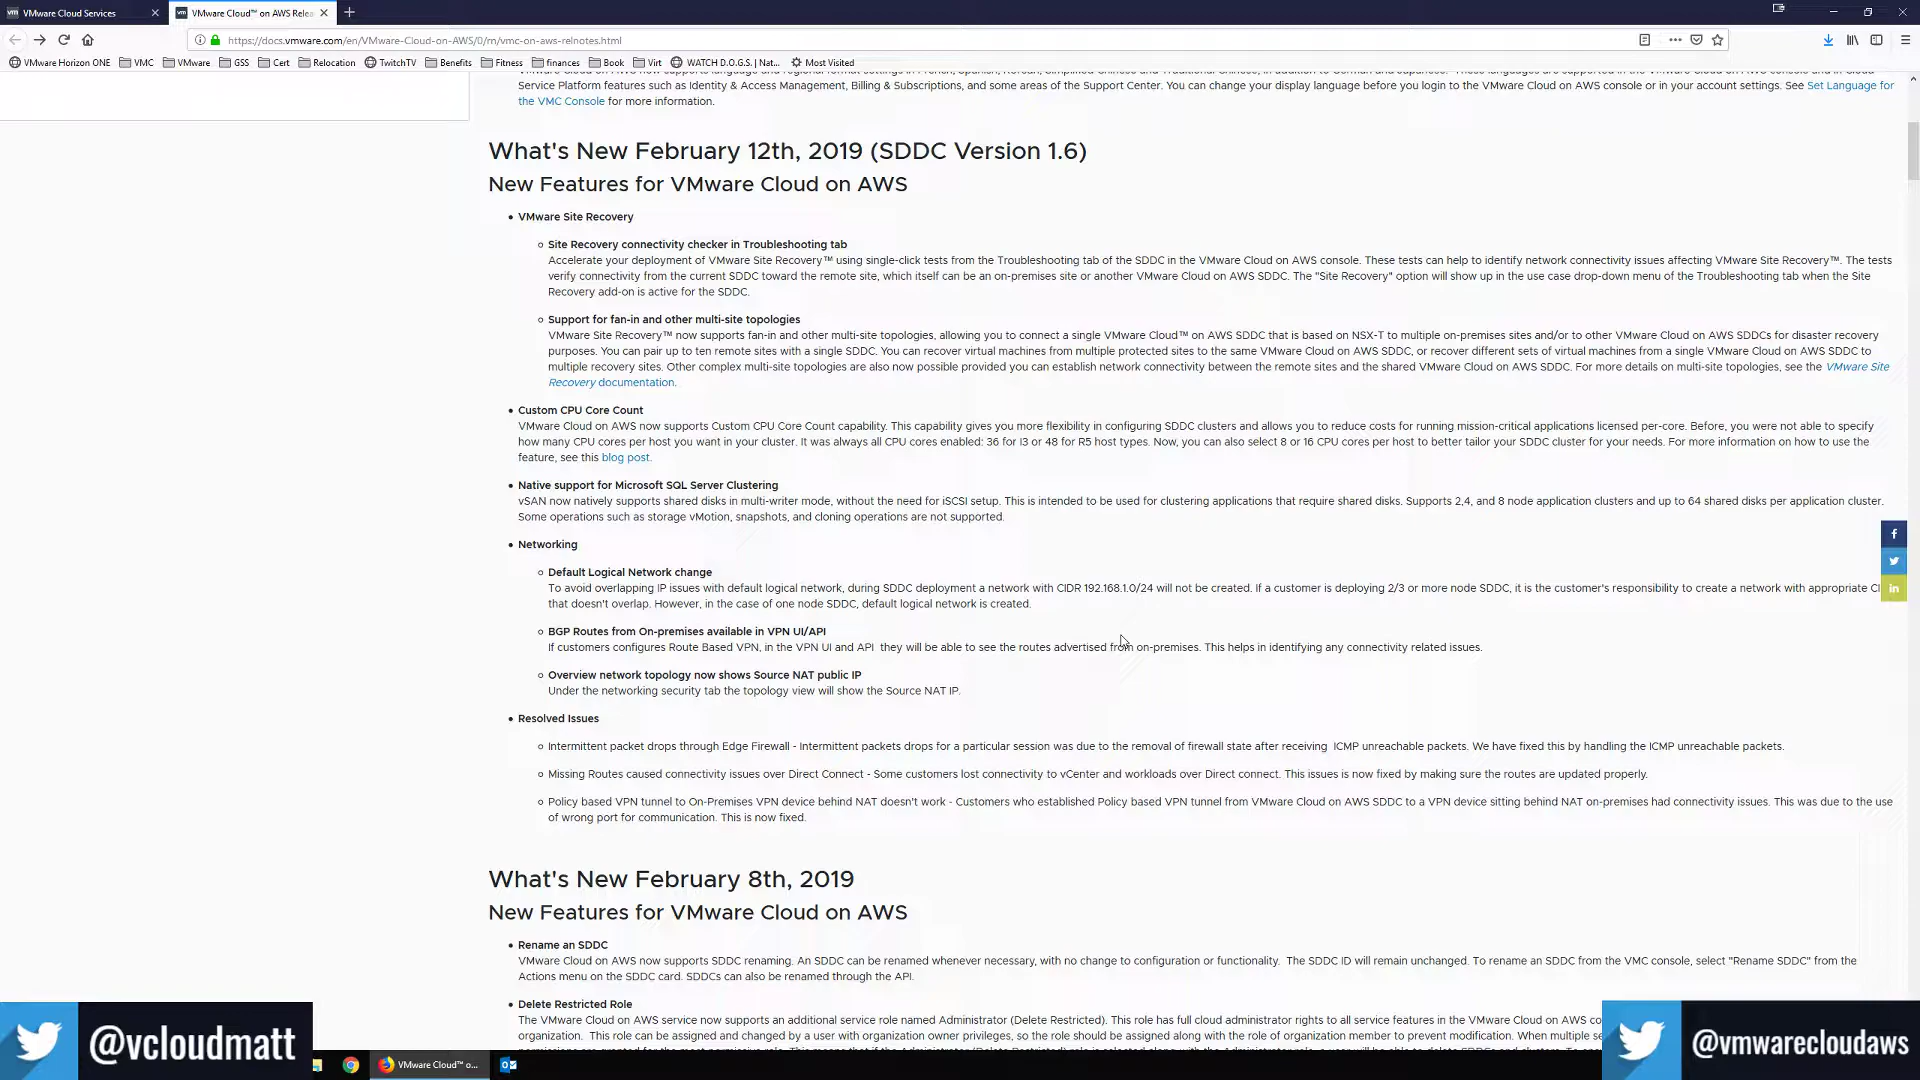 VMware Cloud Services
VMware Cloud™ on AWS Relea
https://docs.vmware.com/en/VMware-Cloud-on-AWS/0/rn/vmc-on-aws-relnotes.html
VMware Horizon ONE VMC VMware GSS Cert Relocation TwitchTV Benefits Fitness finances Book Virt WATCH D.O.G.S. | Nat... Most Visited
Service Platform features such as Identity & Access Management, Billing & Subscriptions, and some areas of the Support Center. You can change your display language before you login to the VMware Cloud on AWS console or in your account settings. See Set Language for
the VMC Console for more information.
What's New February 12th, 2019 (SDDC Version 1.6)
New Features for VMware Cloud on AWS
• VMware Site Recovery
Site Recovery connectivity checker in Troubleshooting tab
Accelerate your deployment of VMware Site Recovery™ using single-click tests from the Troubleshooting tab of the SDDC in the VMware Cloud on AWS console. These tests can help to identify network connectivity issues affecting VMware Site Recovery™. The tests
verify connectivity from the current SDDC toward the remote site, which itself can be an on-premises site or another VMware Cloud on AWS SDDC. The "Site Recovery" option will show up in the use case drop-down menu of the Troubleshooting tab when the Site
Recovery add-on is active for the SDDC.
Support for fan-in and other multi-site topologies
VMware Site Recovery™ now supports fan-in and other multi-site topologies, allowing you to connect a single VMware Cloud™ on AWS SDDC that is based on NSX-T to multiple on-premises sites and/or to other VMware Cloud on AWS SDDCs for disaster recovery
purposes. You can pair up to ten remote sites with a single SDDC. You can recover virtual machines from multiple protected sites to the same VMware Cloud on AWS SDDC, or recover different sets of virtual machines from a single VMware Cloud on AWS SDDC to
multiple recovery sites. Other complex multi-site topologies are also now possible provided you can establish network connectivity between the remote sites and the shared VMware Cloud on AWS SDDC. For more details on multi-site topologies, see the VMware Site
Recovery documentation.
• Custom CPU Core Count
VMware Cloud on AWS now supports Custom CPU Core Count capability. This capability gives you more flexibility in configuring SDDC clusters and allows you to reduce costs for running mission-critical applications licensed per-core. Before, you were not able to specify
how many CPU cores per host you want in your cluster. It was always all CPU cores enabled: 36 for I3 or 48 for R5 host types. Now, you can also select 8 or 16 CPU cores per host to better tailor your SDDC cluster for your needs. For more information on how to use the
feature, see this blog post.
• Native support for Microsoft SQL Server Clustering
vSAN now natively supports shared disks in multi-writer mode, without the need for iSCSI setup. This is intended to be used for clustering applications that require shared disks. Supports 2,4, and 8 node application clusters and up to 64 shared disks per application cluster.
Some operations such as storage vMotion, snapshots, and cloning operations are not supported.
• Networking
Default Logical Network change
To avoid overlapping IP issues with default logical network, during SDDC deployment a network with CIDR 192.168.1.0/24 will not be created. If a customer is deploying 2/3 or more node SDDC, it is the customer's responsibility to create a network with appropriate CI
that doesn't overlap. However, in the case of one node SDDC, default logical network is created.
BGP Routes from On-premises available in VPN UI/API
If customers configures Route Based VPN, in the VPN UI and API they will be able to see the routes advertised from on-premises. This helps in identifying any connectivity related issues.
Overview network topology now shows Source NAT public IP
Under the networking security tab the topology view will show the Source NAT IP.
• Resolved Issues
Intermittent packet drops through Edge Firewall - Intermittent packets drops for a particular session was due to the removal of firewall state after receiving ICMP unreachable packets. We have fixed this by handling the ICMP unreachable packets.
Missing Routes caused connectivity issues over Direct Connect - Some customers lost connectivity to vCenter and workloads over Direct connect. This issues is now fixed by making sure the routes are updated properly.
Policy based VPN tunnel to On-Premises VPN device behind NAT doesn't work - Customers who established Policy based VPN tunnel from VMware Cloud on AWS SDDC to a VPN device sitting behind NAT on-premises had connectivity issues. This was due to the use
of wrong port for communication. This is now fixed.
What's New February 8th, 2019
New Features for VMware Cloud on AWS
• Rename an SDDC
VMware Cloud on AWS now supports SDDC renaming. An SDDC can be renamed whenever necessary, with no change to configuration or functionality. The SDDC ID will remain unchanged. To rename an SDDC from the VMC console, select "Rename SDDC" from the
Actions menu on the SDDC card. SDDCs can also be renamed through the API.
• Delete Restricted Role
The VMware Cloud on AWS service now supports an additional service role named Administrator (Delete Restricted). This role has full cloud administrator rights to all service features in the VMware Cloud on AWS co
organization. This role can be assigned and changed by a user with organization owner privileges, so the role should be assigned along with the role of organization member to prevent modification. When multiple se
@vcloudmatt
VMware Cloud™ o...
@vmwarecloudaws